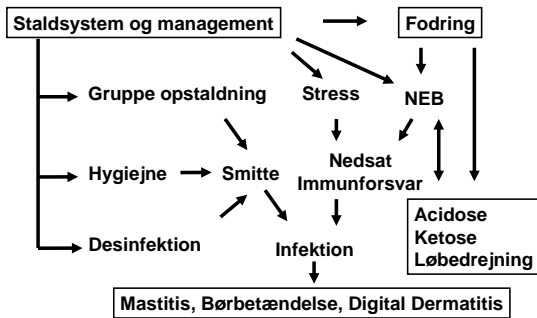 Staldsystem og management
Fodring
Gruppe opstaldning
Stress
NEB
Hygiejne
Smitte
Nedsat
Immunforsvar
Acidose
Ketose
Løbedrejning
Desinfektion
Infektion
Mastitis, Børbetændelse, Digital Dermatitis